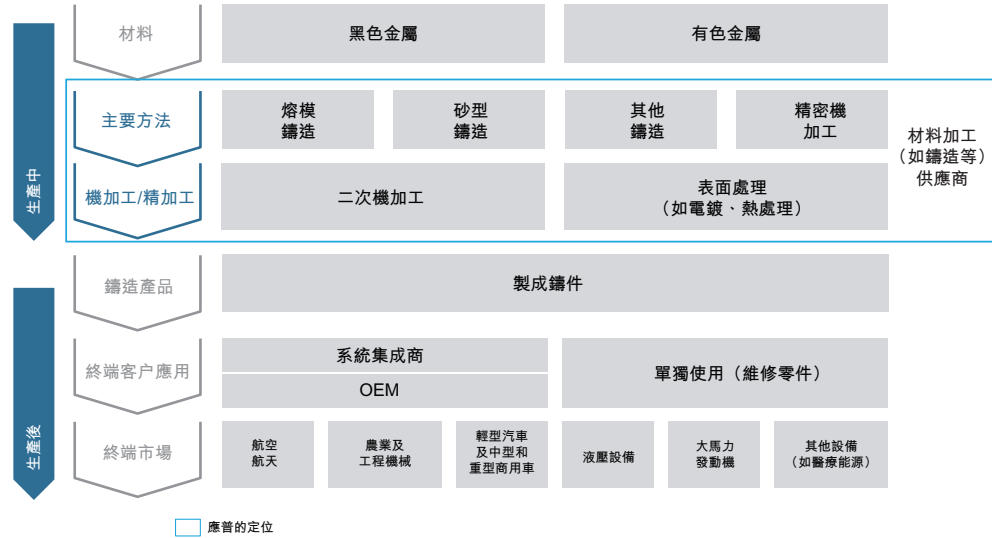 材料
黑色金屬
有色金屬
生產中
主要方法
熔模
鑄造
砂型
鑄造
其他
鑄造
精密機
加工
材料加工
（如鑄造等）
供應商
機加工/精加工
二次機加工
表面處理
（如電鍍、熱處理）
鑄造產品
製成鑄件
生產後
終端客户應用
系統集成商
OEM
單獨使用（維修零件）
終端市場
航空
航天
農業及
工程機械
輕型汽車
及中型和
重型商用車
液壓設備
大馬力
發動機
其他設備
（如醫療能源）
應普的定位